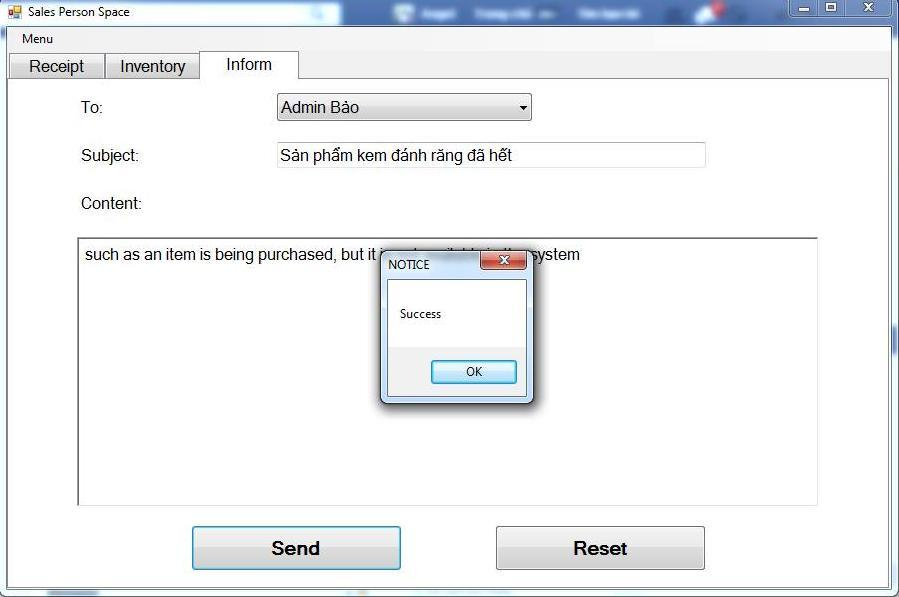 Sales Person Space
Menu
Receipt Inventory Inform
To: Admin Bảo
Subject: Sản phẩm kem đánh răng đã hết
Content:
such as an item is being purchased, but it system
NOTICE
Success
OK
Send Reset